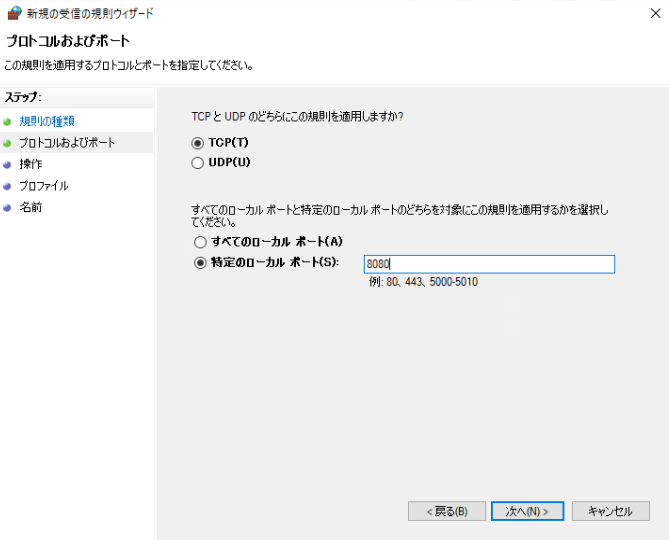 新規の受信の規則ウィザード
プロトコルおよびポート
この規則を適用するプロトコルとポートを指定してください。
ステップ:
規則の種類
プロトコルおよびポート
操作
プロファイル
名前
TCP と UDP のどちらにこの規則を適用しますか?
TCP(T)
UDP(U)
すべてのローカル ポートと特定のローカル ポートのどちらを対象にこの規則を適用するかを選択し
てください。
すべてのローカル ポート(A)
特定のローカル ポート(S):
8080
例: 80、443、5000-5010
< 戻る(B)
次へ(N) >
キャンセル